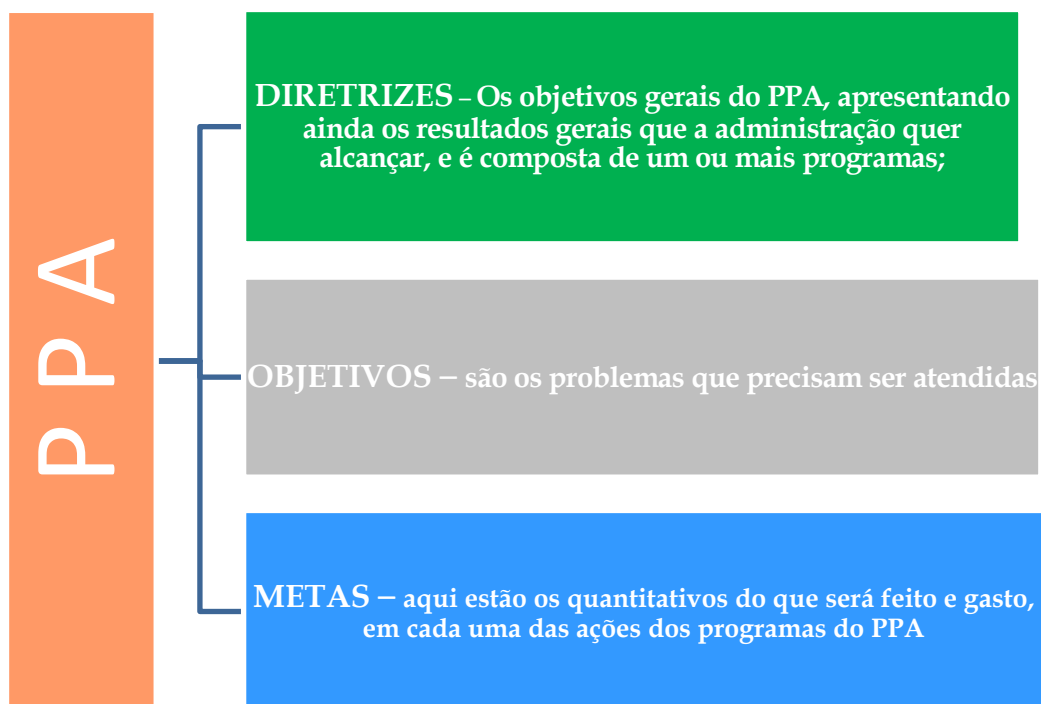 P P A
DIRETRIZES – Os objetivos gerais do PPA, apresentando
ainda os resultados gerais que a administração quer
alcançar, e é composta de um ou mais programas;
OBJETIVOS – são os problemas que precisam ser atendidas
METAS – aqui estão os quantitativos do que será feito e gasto,
em cada uma das ações dos programas do PPA